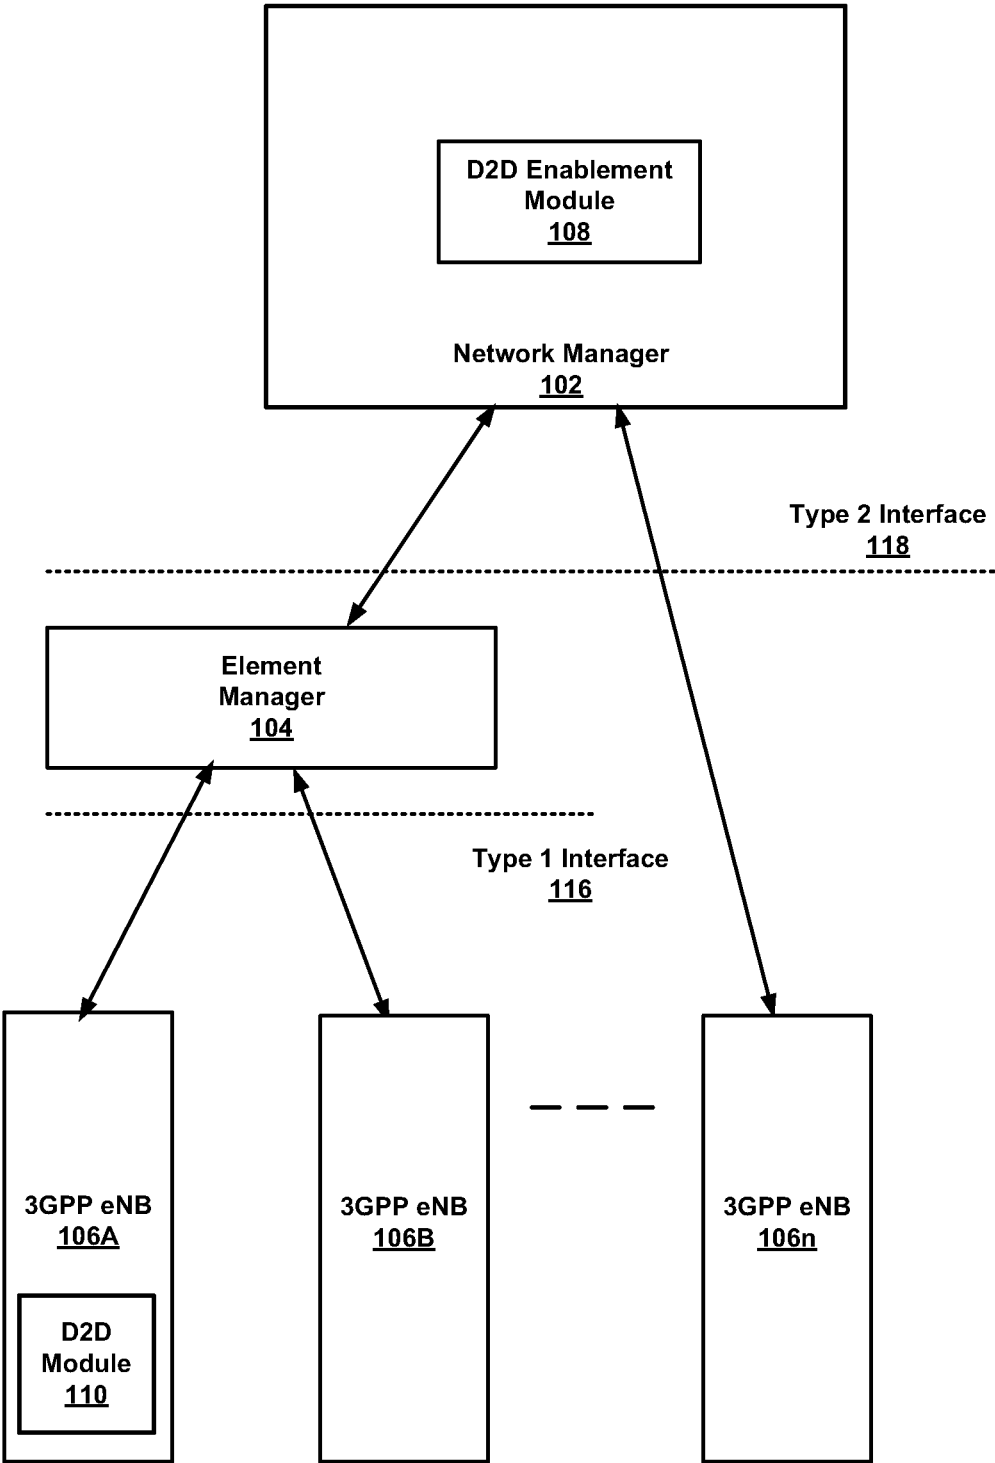 D2D Enablement
Module
108
Network Manager
102
Type 2 Interface
118
Element
Manager
104
Type 1 Interface
116
3GPP eNB
106A
3GPP eNB
106B
3GPP eNB
106n
D2D
Module
110